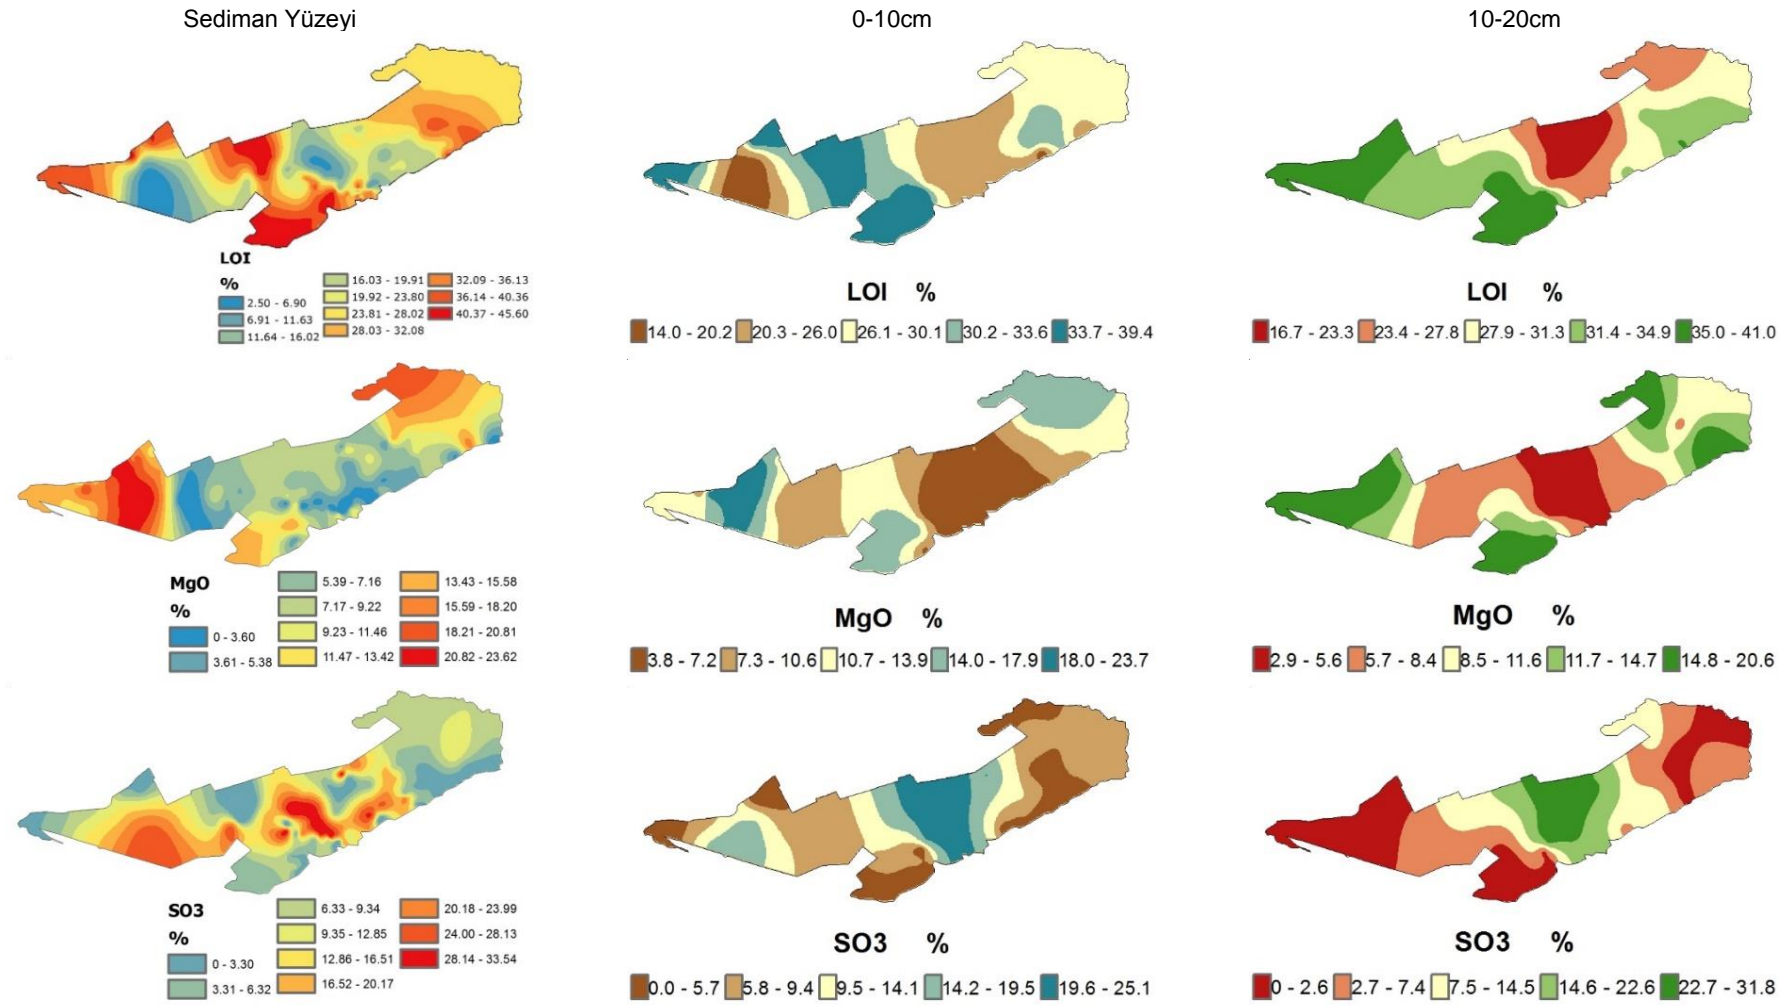 Sediman Yüzeyi
0-10cm
10-20cm
LOI
%
2.50 - 6.90
6.91 - 11.63
11.64 - 16.02
16.03 - 19.91
19.92 - 23.80
23.81 - 28.02
28.03 - 32.08
32.09 - 36.13
36.14 - 40.36
40.37 - 45.60
LOI %
14.0 - 20.2 20.3 - 26.0 26.1 - 30.1 30.2 - 33.6 33.7 - 39.4
LOI %
16.7 - 23.3 23.4 - 27.8 27.9 - 31.3 31.4 - 34.9 35.0 - 41.0
MgO
%
0 - 3.60
3.61 - 5.38
5.39 - 7.16
7.17 - 9.22
9.23 - 11.46
11.47 - 13.42
13.43 - 15.58
15.59 - 18.20
18.21 - 20.81
20.82 - 23.62
MgO %
3.8 - 7.2 7.3 - 10.6 10.7 - 13.9 14.0 - 17.9 18.0 - 23.7
MgO %
2.9 - 5.6 5.7 - 8.4 8.5 - 11.6 11.7 - 14.7 14.8 - 20.6
SO3
%
0 - 3.30
3.31 - 6.32
6.33 - 9.34
9.35 - 12.85
12.86 - 16.51
16.52 - 20.17
20.18 - 23.99
24.00 - 28.13
28.14 - 33.54
SO3 %
0.0 - 5.7 5.8 - 9.4 9.5 - 14.1 14.2 - 19.5 19.6 - 25.1
SO3 %
0 - 2.6 2.7 - 7.4 7.5 - 14.5 14.6 - 22.6 22.7 - 31.8